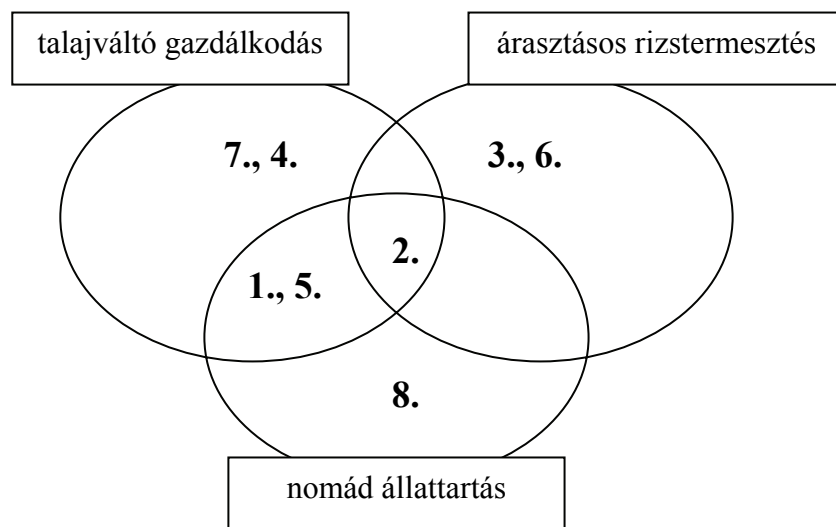 talajváltó gazdálkodás
árasztásos rizstermesztés
7., 4.
3., 6.
2.
1., 5.
8.
nomád állattartás